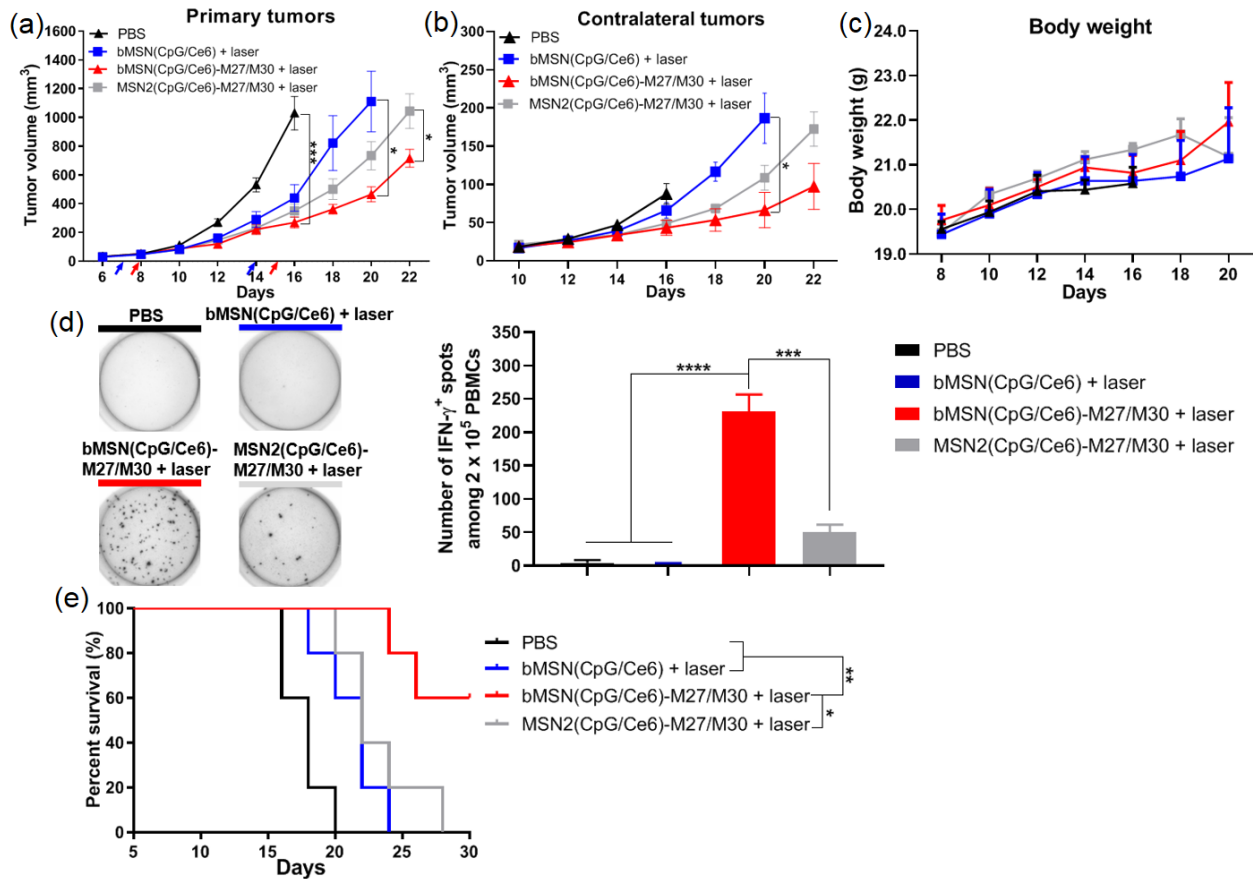 (a)
Primary tumors
PBS
bMSN(CpG/Ce6) + laser
bMSN(CpG/Ce6)-M27/M30 + laser
MSN2(CpG/Ce6)-M27/M30 + laser
Tumor volume (mm³)
1600
1400
1200
1000
800
600
400
200
0
6 8 10 12 14 16 18 20 22
Days
***
*
*
(b)
Contralateral tumors
PBS
bMSN(CpG/Ce6) + laser
bMSN(CpG/Ce6)-M27/M30 + laser
MSN2(CpG/Ce6)-M27/M30 + laser
Tumor volume (mm³)
300
250
200
150
100
50
0
10 12 14 16 18 20 22
Days
*
(c)
Body weight
Body weight (g)
24.0
23.0
22.0
21.0
20.0
19.0
8 10 12 14 16 18 20
Days
(d)
PBS
bMSN(CpG/Ce6) + laser
bMSN(CpG/Ce6)-
M27/M30 + laser
MSN2(CpG/Ce6)-
M27/M30 + laser
Number of IFN-γ⁺ spots
among 2 x 10⁵ PBMCs
350
300
250
200
150
100
50
0
****
***
PBS
bMSN(CpG/Ce6) + laser
bMSN(CpG/Ce6)-M27/M30 + laser
MSN2(CpG/Ce6)-M27/M30 + laser
(e)
Percent survival (%)
100
80
60
40
20
0
5 10 15 20 25 30
Days
PBS
bMSN(CpG/Ce6) + laser
bMSN(CpG/Ce6)-M27/M30 + laser
MSN2(CpG/Ce6)-M27/M30 + laser
**
*